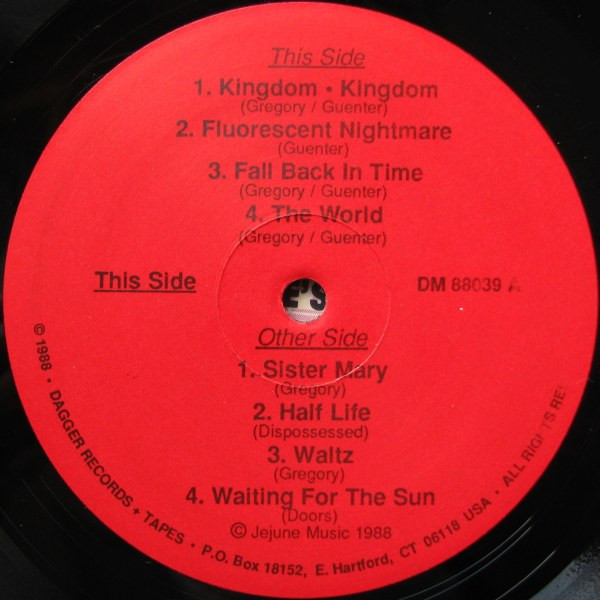 This Side
1. Kingdom • Kingdom
(Gregory / Guenter)
2. Fluorescent Nightmare
(Guenter)
3. Fall Back In Time
(Gregory / Guenter)
4. The World
(Gregory / Guenter)
This Side
DM 88039 A
Other Side
1. Sister Mary
(Gregory)
2. Half Life
(Dispossessed)
3. Waltz
(Gregory)
4. Waiting For The Sun
(Doors)
© Jejune Music 1988
© 1988 • DAGGER RECORDS + TAPES • P.O. Box 18152, E. Hartford, CT 06118 USA • ALL RIGHTS RE